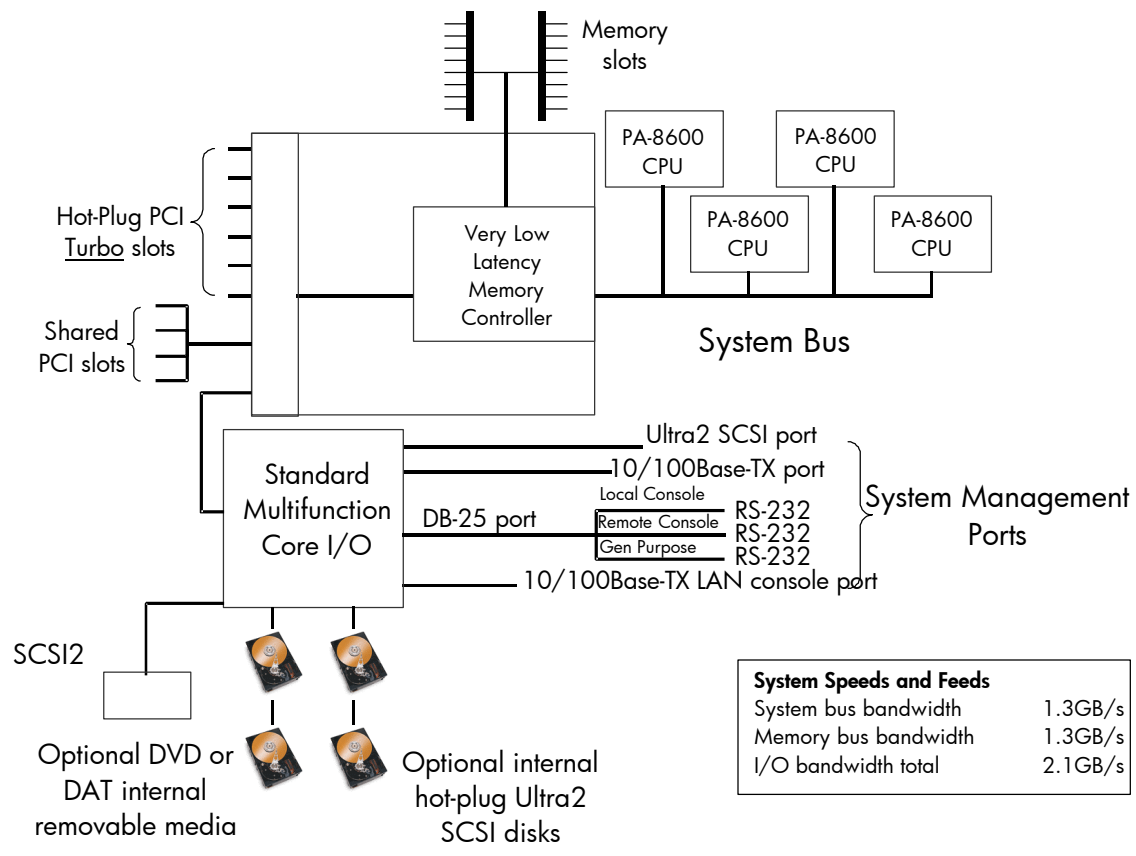 Memory
slots
PA-8600
CPU
PA-8600
CPU
PA-8600
CPU
PA-8600
CPU
Hot-Plug PCI
Turbo slots
Very Low
Latency
Memory
Controller
Shared
PCI slots
System Bus
Standard
Multifunction
Core I/O
Ultra2 SCSI port
10/100Base-TX port
DB-25 port
Local Console
RS-232
Remote Console
RS-232
Gen Purpose
RS-232
10/100Base-TX LAN console port
System Management
Ports
SCSI2
Optional DVD or
DAT internal
removable media
Optional internal
hot-plug Ultra2
SCSI disks
System Speeds and Feeds
System bus bandwidth 1.3GB/s
Memory bus bandwidth 1.3GB/s
I/O bandwidth total 2.1GB/s